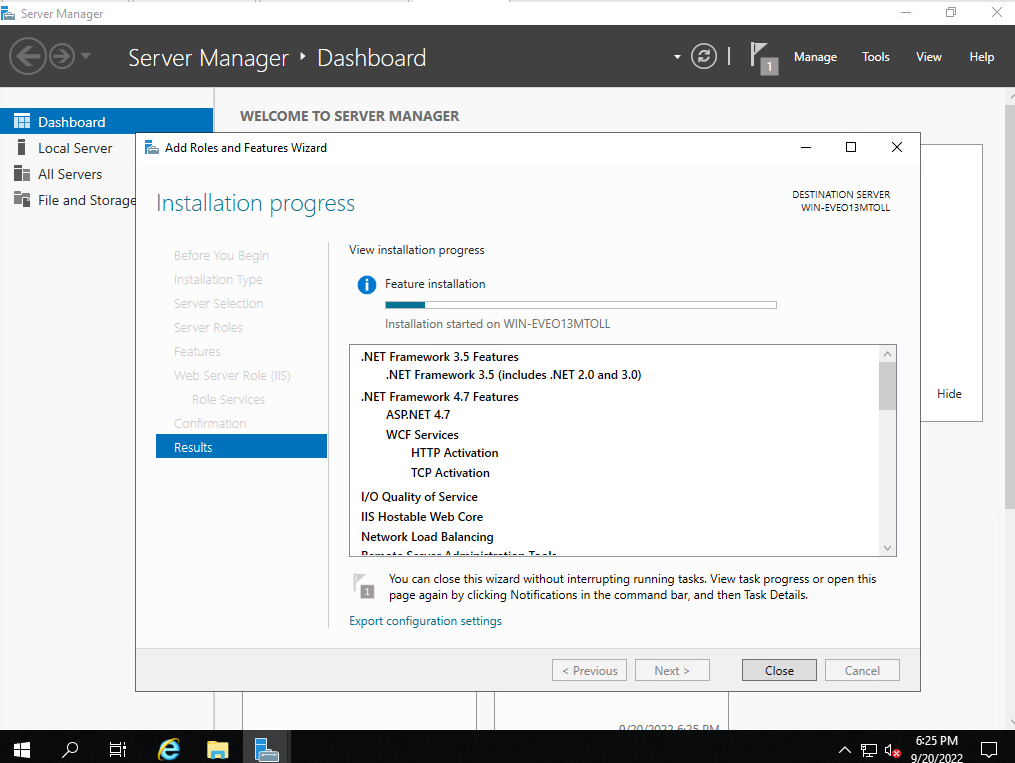 Server Manager
Server Manager ‣ Dashboard
1
Manage
Tools
View
Help
Dashboard
Local Server
All Servers
File and Storage
WELCOME TO SERVER MANAGER
Add Roles and Features Wizard
Installation progress
DESTINATION SERVER
WIN-EVEO13MTOLL
Before You Begin
Installation Type
Server Selection
Server Roles
Features
Web Server Role (IIS)
Role Services
Confirmation
Results
View installation progress
Feature installation
Installation started on WIN-EVEO13MTOLL
.NET Framework 3.5 Features
.NET Framework 3.5 (includes .NET 2.0 and 3.0)
.NET Framework 4.7 Features
ASP.NET 4.7
WCF Services
HTTP Activation
TCP Activation
I/O Quality of Service
IIS Hostable Web Core
Network Load Balancing
Remote Server Administration Tools
1
You can close this wizard without interrupting running tasks. View task progress or open this
page again by clicking Notifications in the command bar, and then Task Details.
Export configuration settings
< Previous
Next >
Close
Cancel
Hide
9/20/2022 6:25 PM
6:25 PM
9/20/2022